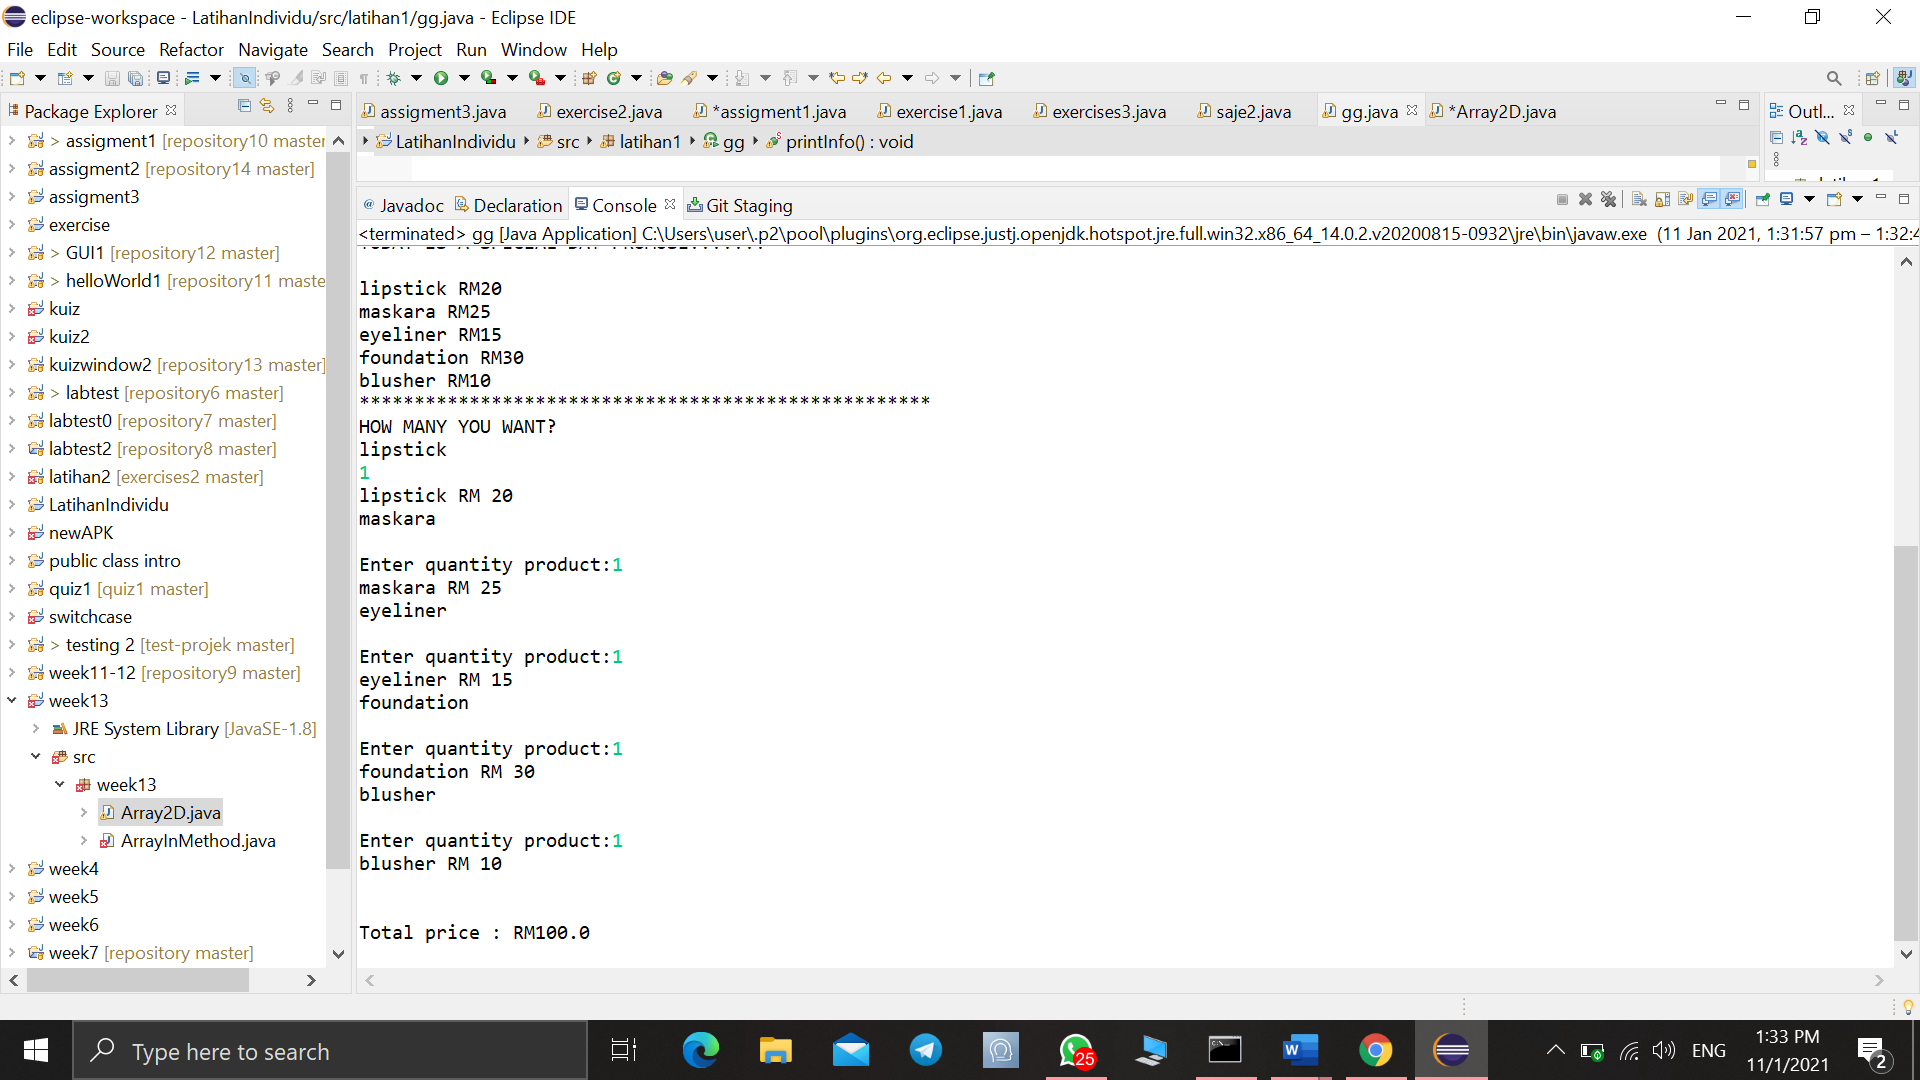 eclipse-workspace - LatihanIndividu/src/latihan1/gg.java - Eclipse IDE
File Edit Source Refactor Navigate Search Project Run Window Help
Package Explorer
> assigment1 [repository10 master
assigment2 [repository14 master]
assigment3
exercise
> GUI1 [repository12 master]
> helloWorld1 [repository11 maste
kuiz
kuiz2
kuizwindow2 [repository13 master]
> labtest [repository6 master]
labtest0 [repository7 master]
labtest2 [repository8 master]
latihan2 [exercises2 master]
LatihanIndividu
newAPK
public class intro
quiz1 [quiz1 master]
switchcase
> testing 2 [test-projek master]
week11-12 [repository9 master]
week13
JRE System Library [JavaSE-1.8]
src
week13
Array2D.java
ArrayInMethod.java
week4
week5
week6
week7 [repository master]
assigment3.java exercise2.java *assigment1.java exercise1.java exercises3.java saje2.java gg.java *Array2D.java
LatihanIndividu src latihan1 gg printInfo() : void
Outl...
@ Javadoc Declaration Console Git Staging
<terminated> gg [Java Application] C:\Users\user\.p2\pool\plugins\org.eclipse.justj.openjdk.hotspot.jre.full.win32.x86_64_14.0.2.v20200815-0932\jre\bin\javaw.exe (11 Jan 2021, 1:31:57 pm – 1:32:4
lipstick RM20
maskara RM25
eyeliner RM15
foundation RM30
blusher RM10
****************************************************
HOW MANY YOU WANT?
lipstick
1
lipstick RM 20
maskara
Enter quantity product:1
maskara RM 25
eyeliner
Enter quantity product:1
eyeliner RM 15
foundation
Enter quantity product:1
foundation RM 30
blusher
Enter quantity product:1
blusher RM 10
Total price : RM100.0
Type here to search
25
ENG
1:33 PM
11/1/2021
2